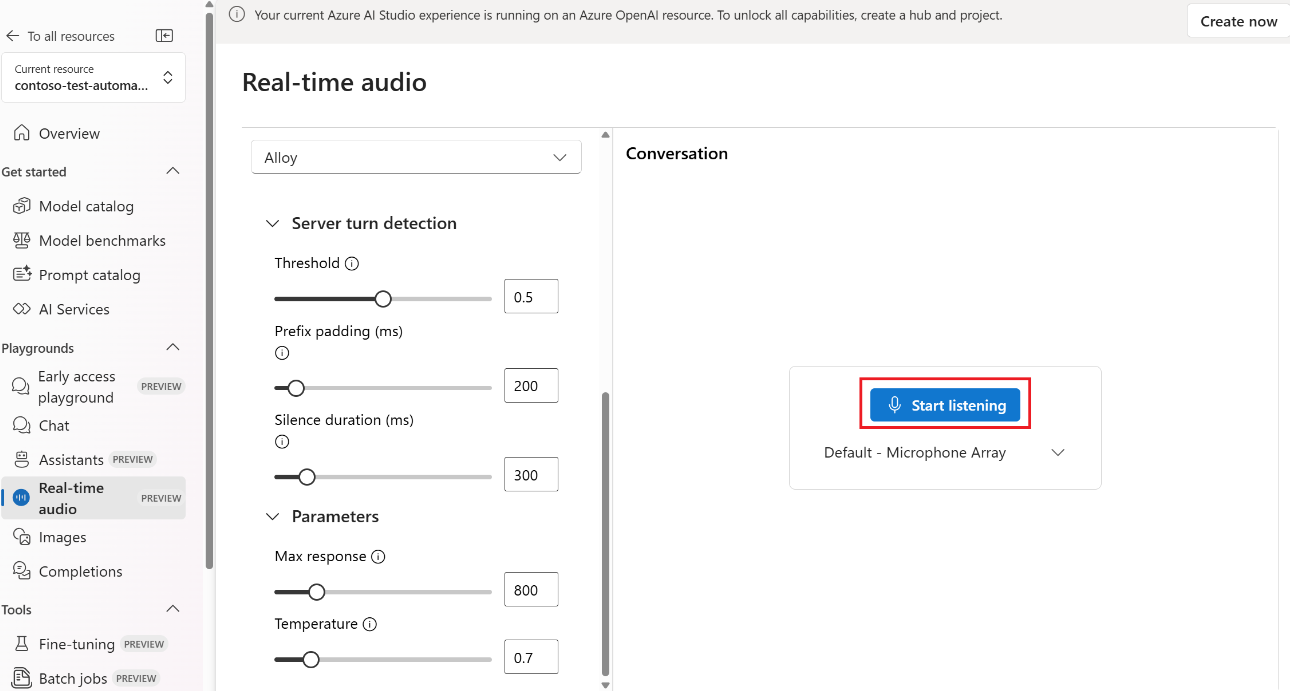 Your current Azure AI Studio experience is running on an Azure OpenAI resource. To unlock all capabilities, create a hub and project.
Create now
To all resources
Current resource
contoso-test-automa...
Overview
Get started
Model catalog
Model benchmarks
Prompt catalog
AI Services
Playgrounds
Early access
playground
PREVIEW
Chat
Assistants PREVIEW
Real-time
audio
PREVIEW
Images
Completions
Tools
Fine-tuning PREVIEW
Batch jobs PREVIEW
Real-time audio
Alloy
Server turn detection
Threshold
0.5
Prefix padding (ms)
200
Silence duration (ms)
300
Parameters
Max response
800
Temperature
0.7
Conversation
Start listening
Default - Microphone Array